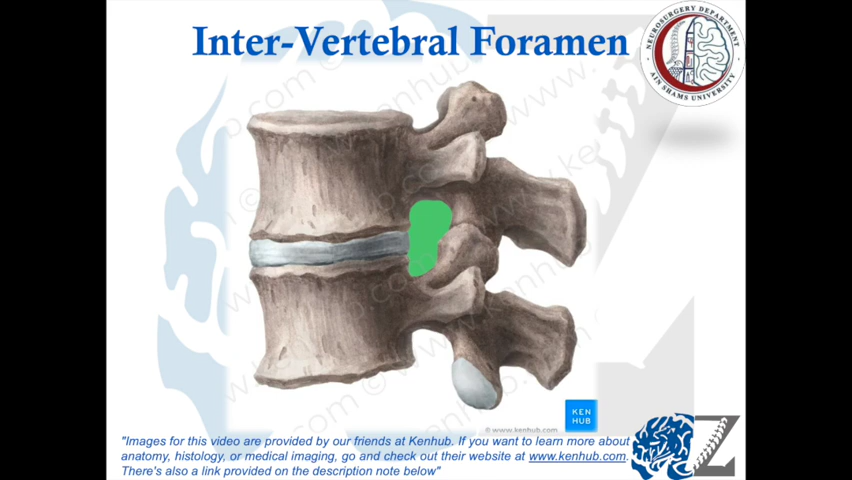 Inter-Vertebral Foramen
NEUROSURGERY DEPARTMENT
AIN SHAMS UNIVERSITY
© www.kenhub.com
KEN
HUB
"Images for this video are provided by our friends at Kenhub. If you want to learn more about
anatomy, histology, or medical imaging, go and check out their website at www.kenhub.com.
There's also a link provided on the description note below"